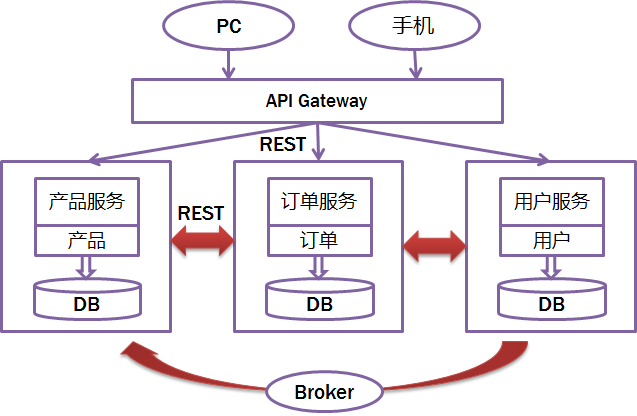 PC
手机
API Gateway
REST
产品服务
产品
DB
REST
订单服务
订单
DB
用户服务
用户
DB
Broker